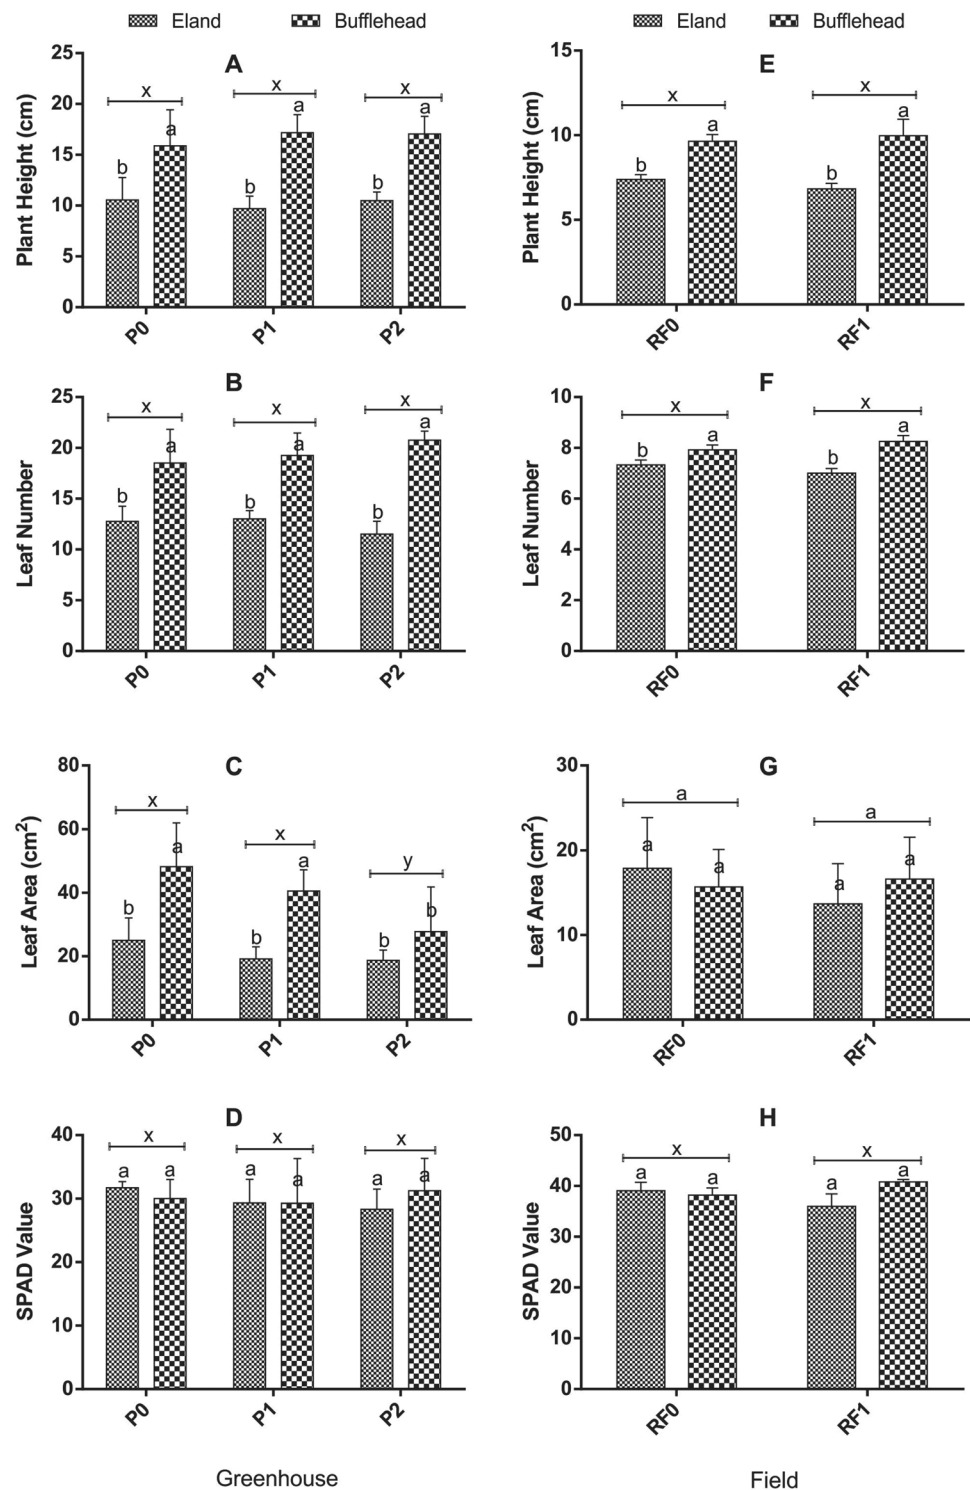 Eland Bufflehead
Eland Bufflehead
A
Plant Height (cm)
25
20
15
10
5
0
x x x
b a b a b a
P0 P1 P2
E
Plant Height (cm)
15
10
5
0
x x
b a b a
RF0 RF1
B
Leaf Number
25
20
15
10
5
0
x x x
b a b a b a
P0 P1 P2
F
Leaf Number
10
8
6
4
2
0
x x
b a b a
RF0 RF1
C
Leaf Area (cm²)
80
60
40
20
0
x x y
b a b a b b
P0 P1 P2
G
Leaf Area (cm²)
30
20
10
0
a a
a a a a
RF0 RF1
D
SPAD Value
40
30
20
10
0
x x x
a a a a a a
P0 P1 P2
H
SPAD Value
50
40
30
20
10
0
x x
a a a a
RF0 RF1
Greenhouse
Field